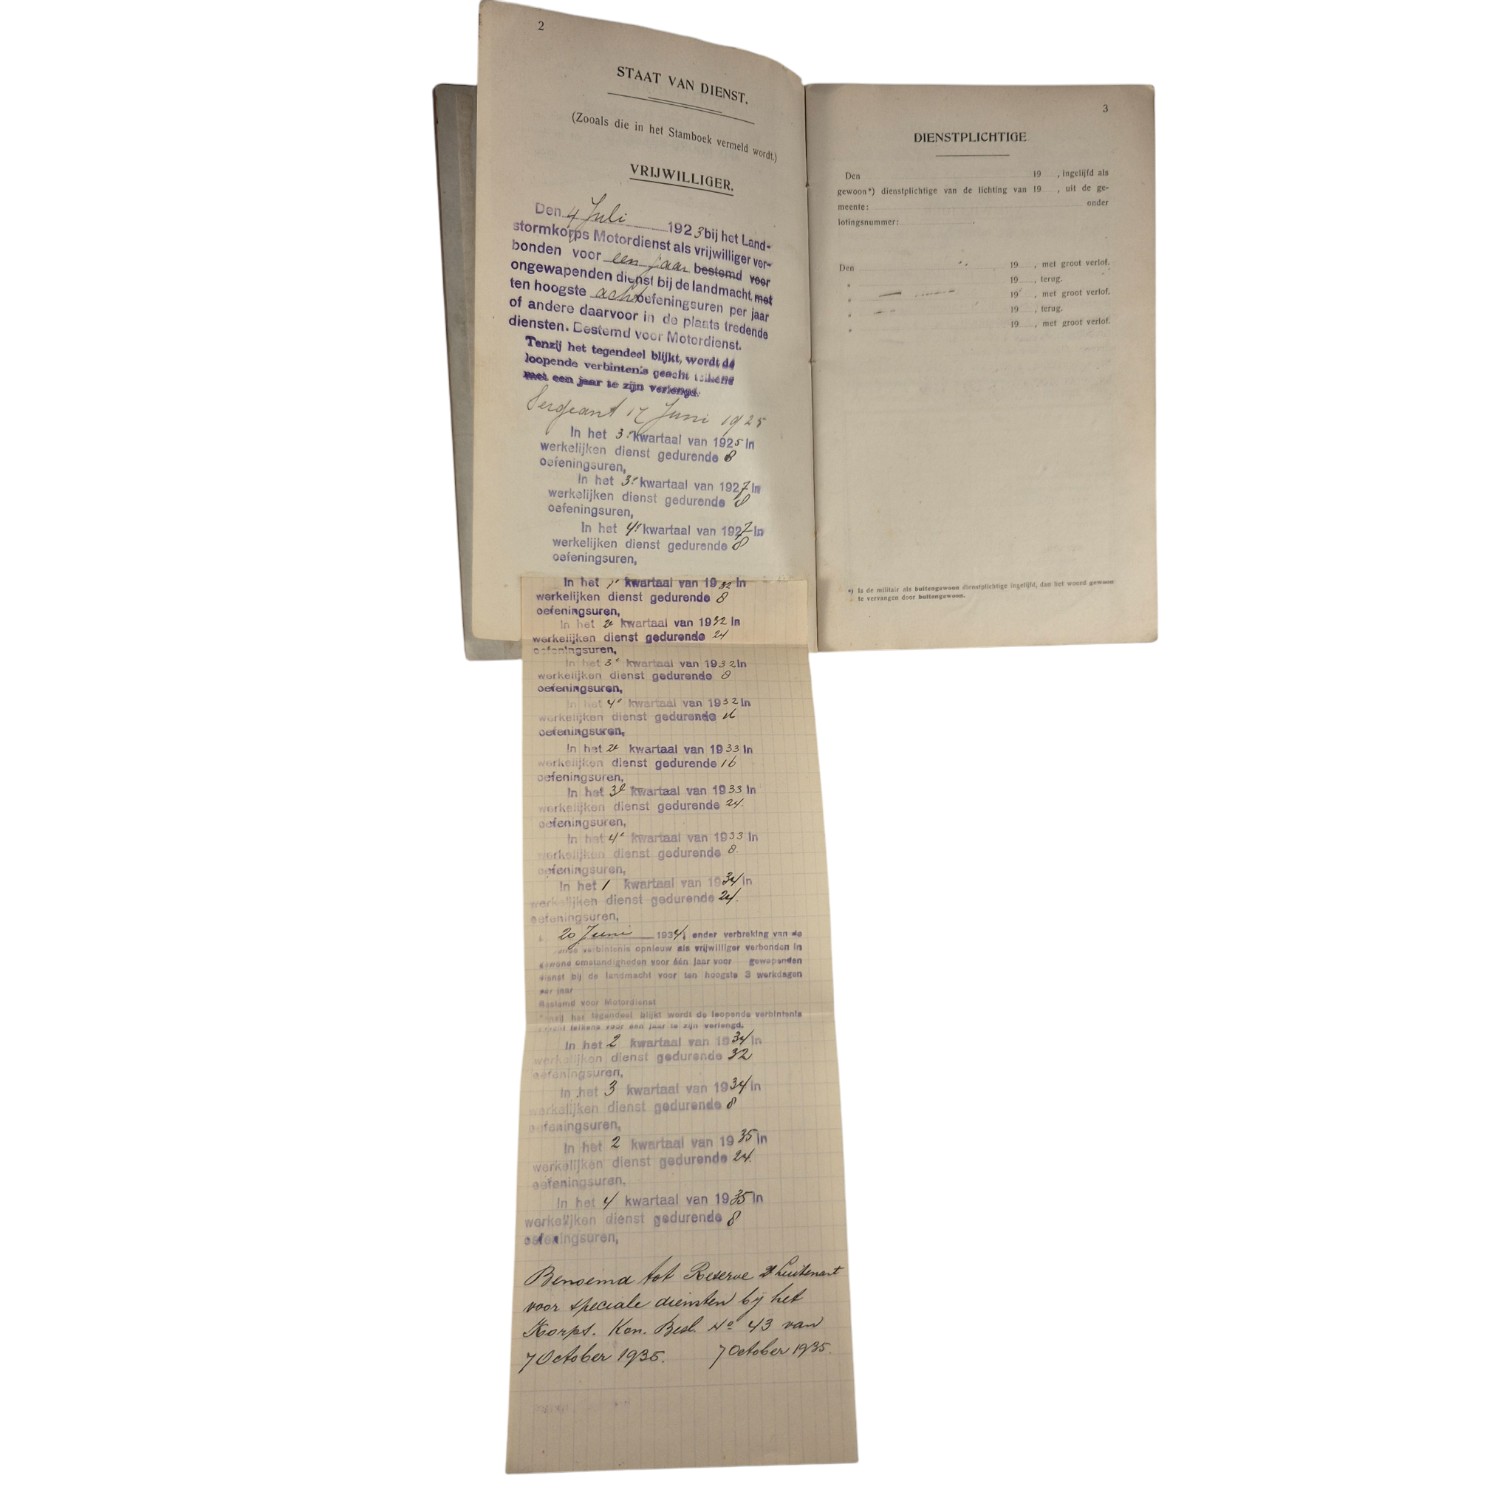 2
STAAT VAN DIENST.
(Zooals die in het Stamboek vermeld wordt.)
VRIJWILLIGER.
Den 4 Juli 1923 bij het Land-
stormkorps Motordienst als vrijwilliger ver-
bonden voor een jaar bestemd voor
ongewapenden dienst bij de landmacht, met
ten hoogste acht oefeningsuren per jaar
of andere daarvoor in de plaats tredende
diensten. Bestemd voor Motordienst.
Tenzij het tegendeel blijkt, wordt de
loopende verbintenis geacht telkens
met een jaar te zijn verlengd.
Sergeant 17 Juni 1925
In het 3e kwartaal van 1925 in
werkelijken dienst gedurende 8
oefeningsuren,
In het 3e kwartaal van 1927 in
werkelijken dienst gedurende 8
oefeningsuren,
In het 4e kwartaal van 1927 in
werkelijken dienst gedurende 8
oefeningsuren,
In het 1e kwartaal van 1932 in
werkelijken dienst gedurende 8
oefeningsuren,
In het 2e kwartaal van 1932 in
werkelijken dienst gedurende 24
oefeningsuren,
In het 3e kwartaal van 1932 in
werkelijken dienst gedurende 8
oefeningsuren,
In het 4e kwartaal van 1932 in
werkelijken dienst gedurende 16
oefeningsuren,
In het 2e kwartaal van 1933 in
werkelijken dienst gedurende 16
oefeningsuren,
In het 3e kwartaal van 1933 in
werkelijken dienst gedurende 24
oefeningsuren,
In het 4e kwartaal van 1933 in
werkelijken dienst gedurende 8
oefeningsuren,
In het 1 kwartaal van 1934 in
werkelijken dienst gedurende 24
oefeningsuren,
20 Juni 1934, onder verbreking van de
verbintenis opnieuw als vrijwilliger verbonden in
gewone omstandigheden voor één jaar voor gewapenden
dienst bij de landmacht voor ten hoogste 3 werkdagen
per jaar
Bestemd voor Motordienst
Tenzij het tegendeel blijkt wordt de loopende verbintenis
geacht telkens voor een jaar te zijn verlengd.
In het 2 kwartaal van 1934 in
werkelijken dienst gedurende 32
oefeningsuren,
In het 3 kwartaal van 1934 in
werkelijken dienst gedurende 8
oefeningsuren,
In het 2 kwartaal van 1935 in
werkelijken dienst gedurende 24
oefeningsuren,
In het 4 kwartaal van 1935 in
werkelijken dienst gedurende 8
oefeningsuren,
Benoemd tot Reserve 2e Luitenant
voor speciale diensten bij het
Korps. Kon. Besl. No 43 van
7 October 1935. 7 October 1935.
3
DIENSTPLICHTIGE
Den 19 , ingelijfd als
gewoon*) dienstplichtige van de lichting van 19 , uit de ge-
meente: onder
lotingsnummer:
Den 19 , met groot verlof.
" 19 , terug.
" 19 , met groot verlof.
" 19 , terug.
" 19 , met groot verlof.
*) Is de militair als buitengewoon dienstplichtige ingelijfd, dan het woord gewoon
te vervangen door buitengewoon.